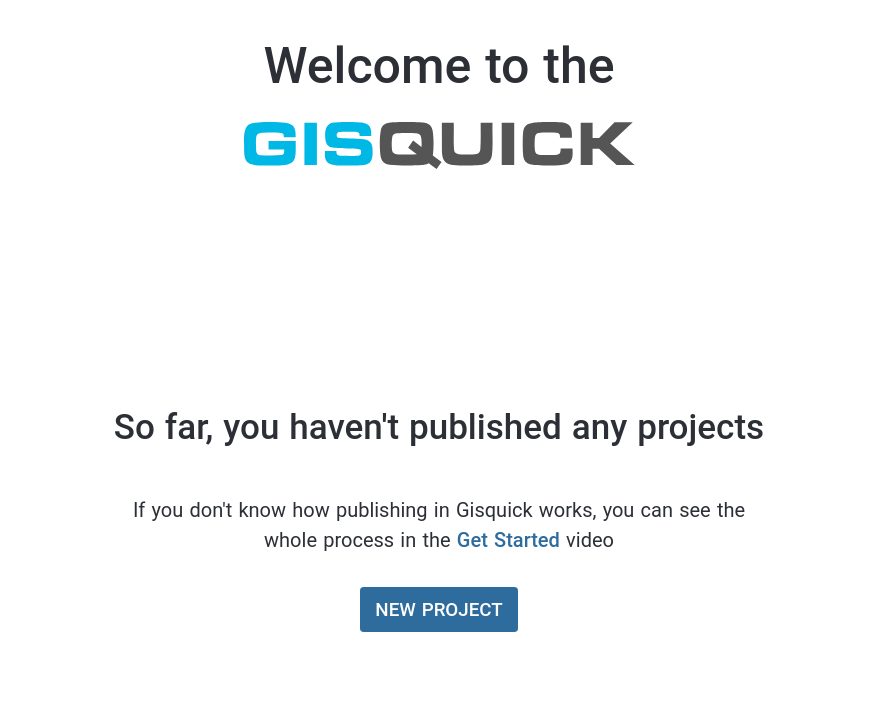 Welcome to the
GISQUICK
So far, you haven't published any projects
If you don't know how publishing in Gisquick works, you can see the
whole process in the Get Started video
NEW PROJECT